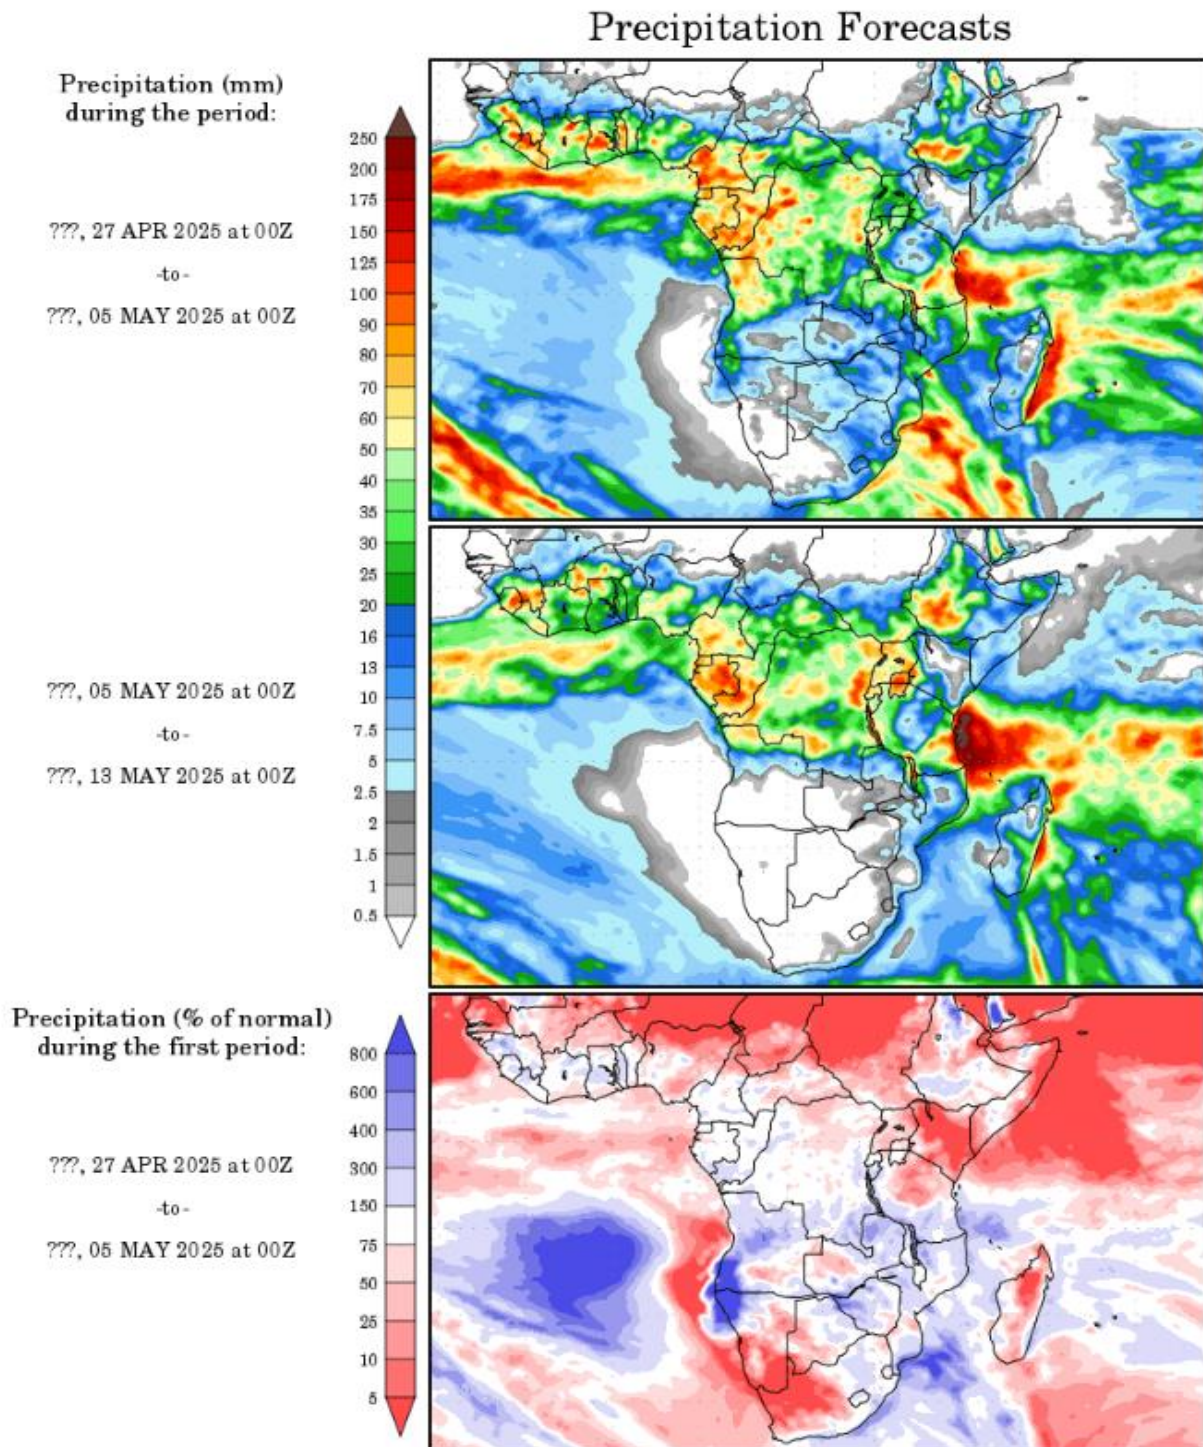 Precipitation Forecasts
Precipitation (mm)
during the period:
250
200
175
150
125
100
90
80
70
60
50
40
35
30
25
20
16
13
10
7.5
5
2.5
2
1.5
1
0.5
???, 27 APR 2025 at 00Z
-to-
???, 05 MAY 2025 at 00Z
???, 05 MAY 2025 at 00Z
-to-
???, 13 MAY 2025 at 00Z
Precipitation (% of normal)
during the first period:
800
600
400
300
150
75
50
25
10
5
???, 27 APR 2025 at 00Z
-to-
???, 05 MAY 2025 at 00Z